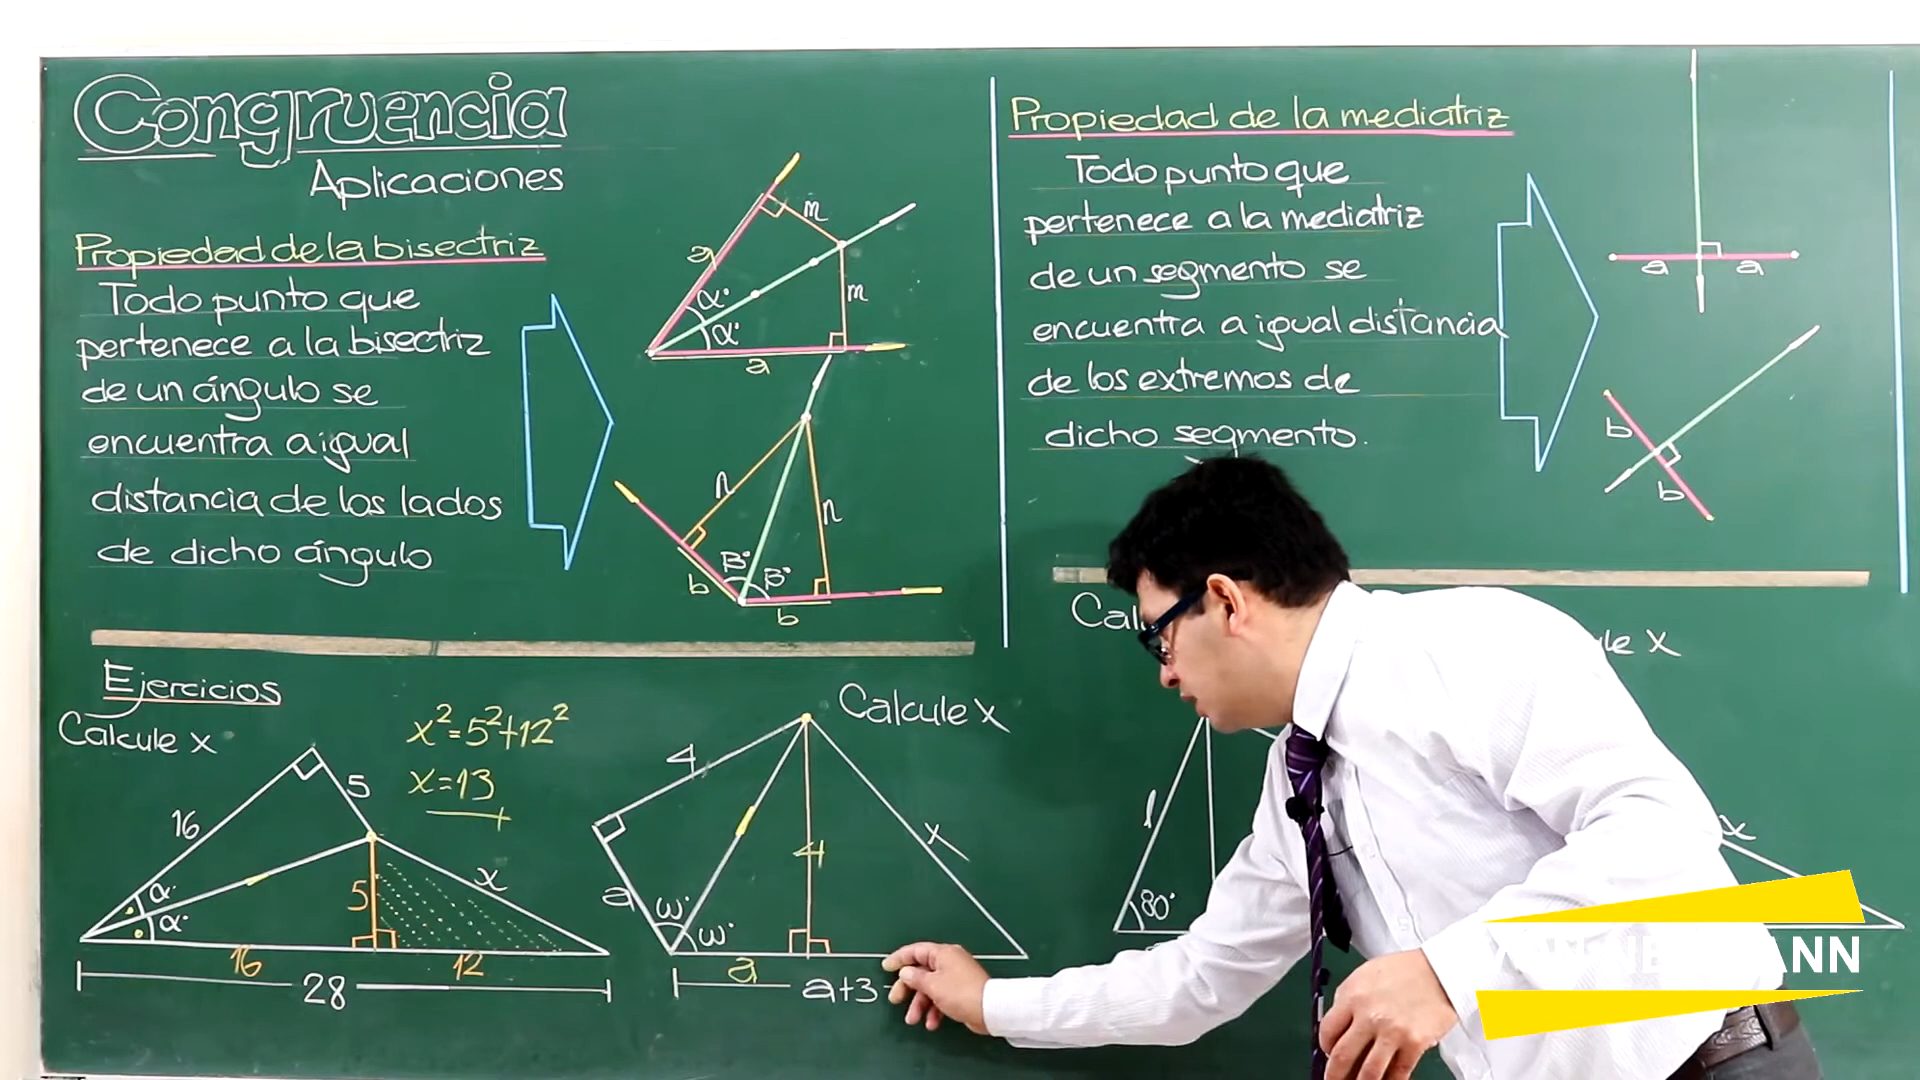 Congruencia
Aplicaciones
Propiedad de la bisectriz
Todo punto que
pertenece a la bisectriz
de un ángulo se
encuentra a igual
distancia de los lados
de dicho ángulo
m
a
α°
α°
m
a
n
n
B°
B°
b
b
Propiedad de la mediatriz
Todo punto que
pertenece a la mediatriz
de un segmento se
encuentra a igual distancia
de los extremos de
dicho segmento.
a
a
b
b
Ejercicios
Calcule x
x²=5²+12²
x=13
16
5
α°
α°
5
x
16
12
28
Calcule x
4
4
x
a
ω°
ω°
a
a+3
x
l
80°
x